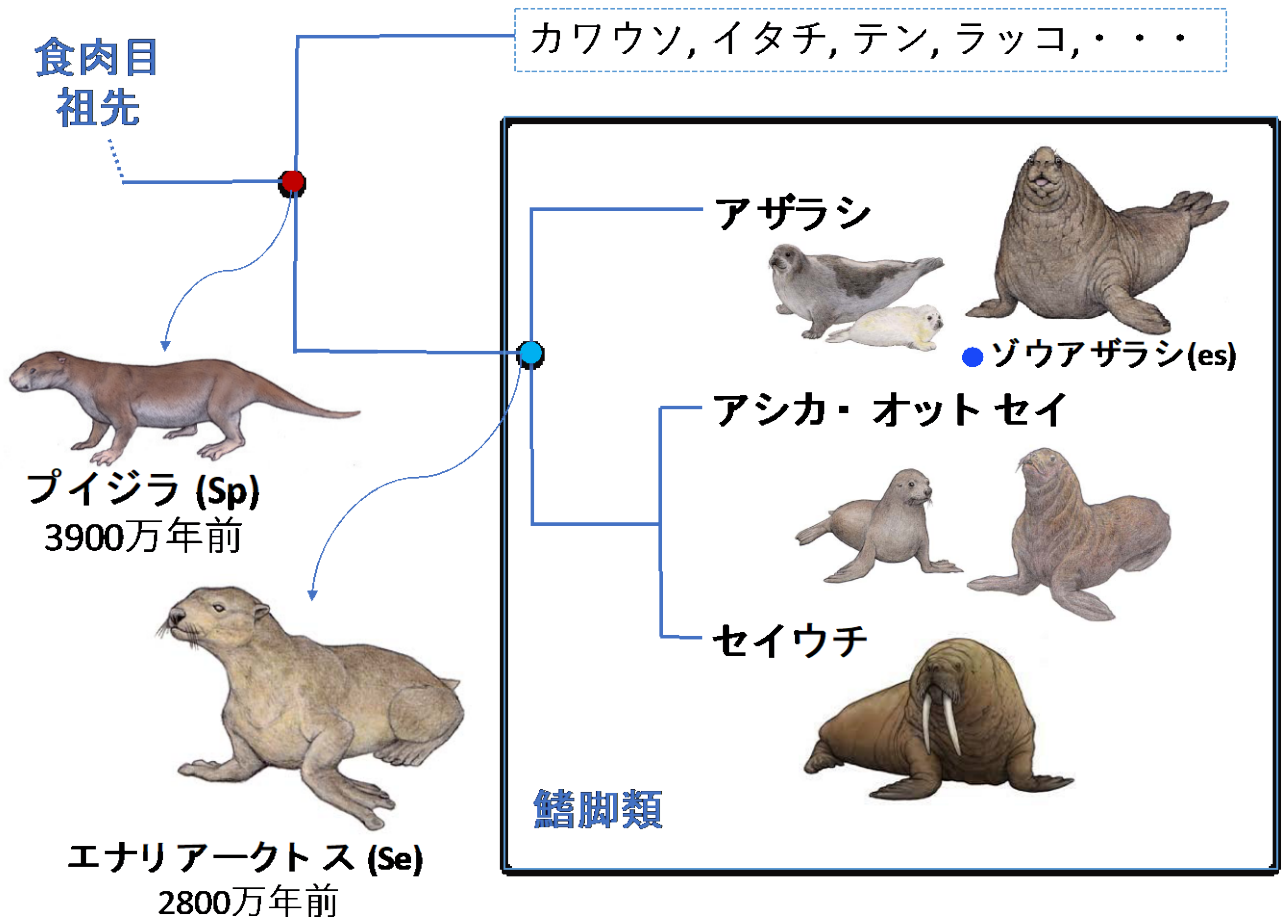 食肉目
祖先
カワウソ, イタチ, テン, ラッコ,・・・
アザラシ
ゾウアザラシ(es)
アシカ・オットセイ
プイジラ (Sp)
3900万年前
セイウチ
鰭脚類
エナリアークトス (Se)
2800万年前